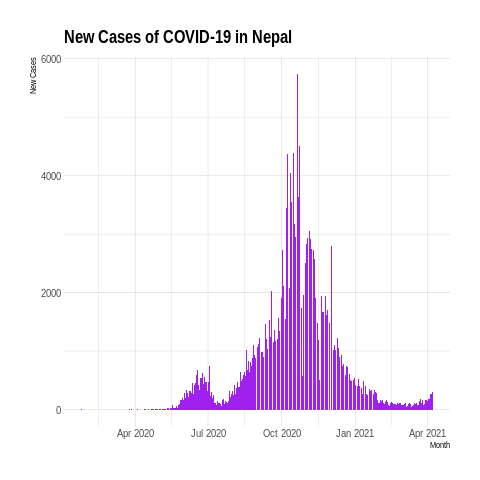 New Cases of COVID-19 in Nepal
New Cases
6000
4000
2000
0
Apr 2020 Jul 2020 Oct 2020 Jan 2021 Apr 2021
Month